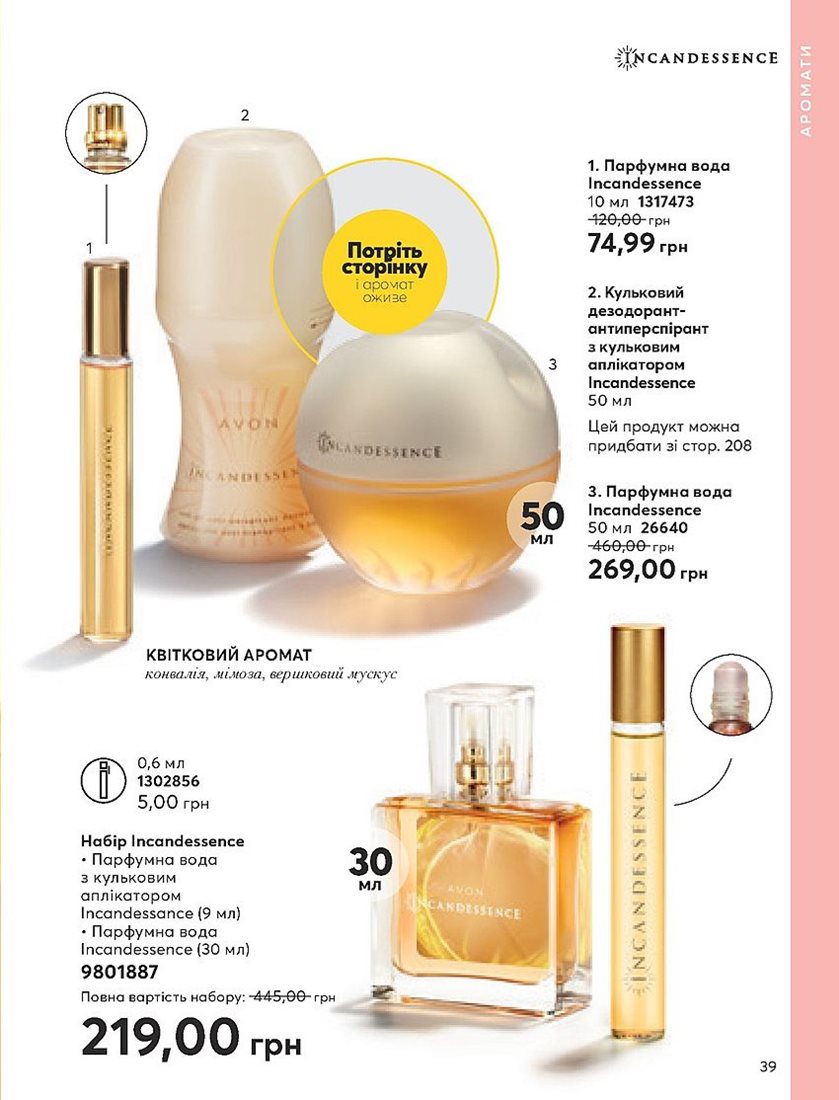 INCANDESSENCE
АРОМАТИ
2
1
Потріть
сторінку
і аромат
оживе
3
AVON
INCANDESSENCE
INCANDESSENCE
INCANDESSENCE
50
мл
1. Парфумна вода
Incandessence
10 мл 1317473
120,00 грн
74,99 грн
2. Кульковий
дезодорант-
антиперспірант
з кульковим
аплікатором
Incandessence
50 мл
Цей продукт можна
придбати зі стор. 208
3. Парфумна вода
Incandessence
50 мл 26640
460,00 грн
269,00 грн
КВІТКОВИЙ АРОМАТ
конвалія, мімоза, вершковий мускус
0,6 мл
1302856
5,00 грн
Набір Incandessence
• Парфумна вода
з кульковим
аплікатором
Incandessance (9 мл)
• Парфумна вода
Incandessence (30 мл)
9801887
Повна вартість набору: 445,00 грн
219,00 грн
30
мл
AVON
INCANDESSENCE
INCANDESSENCE
39